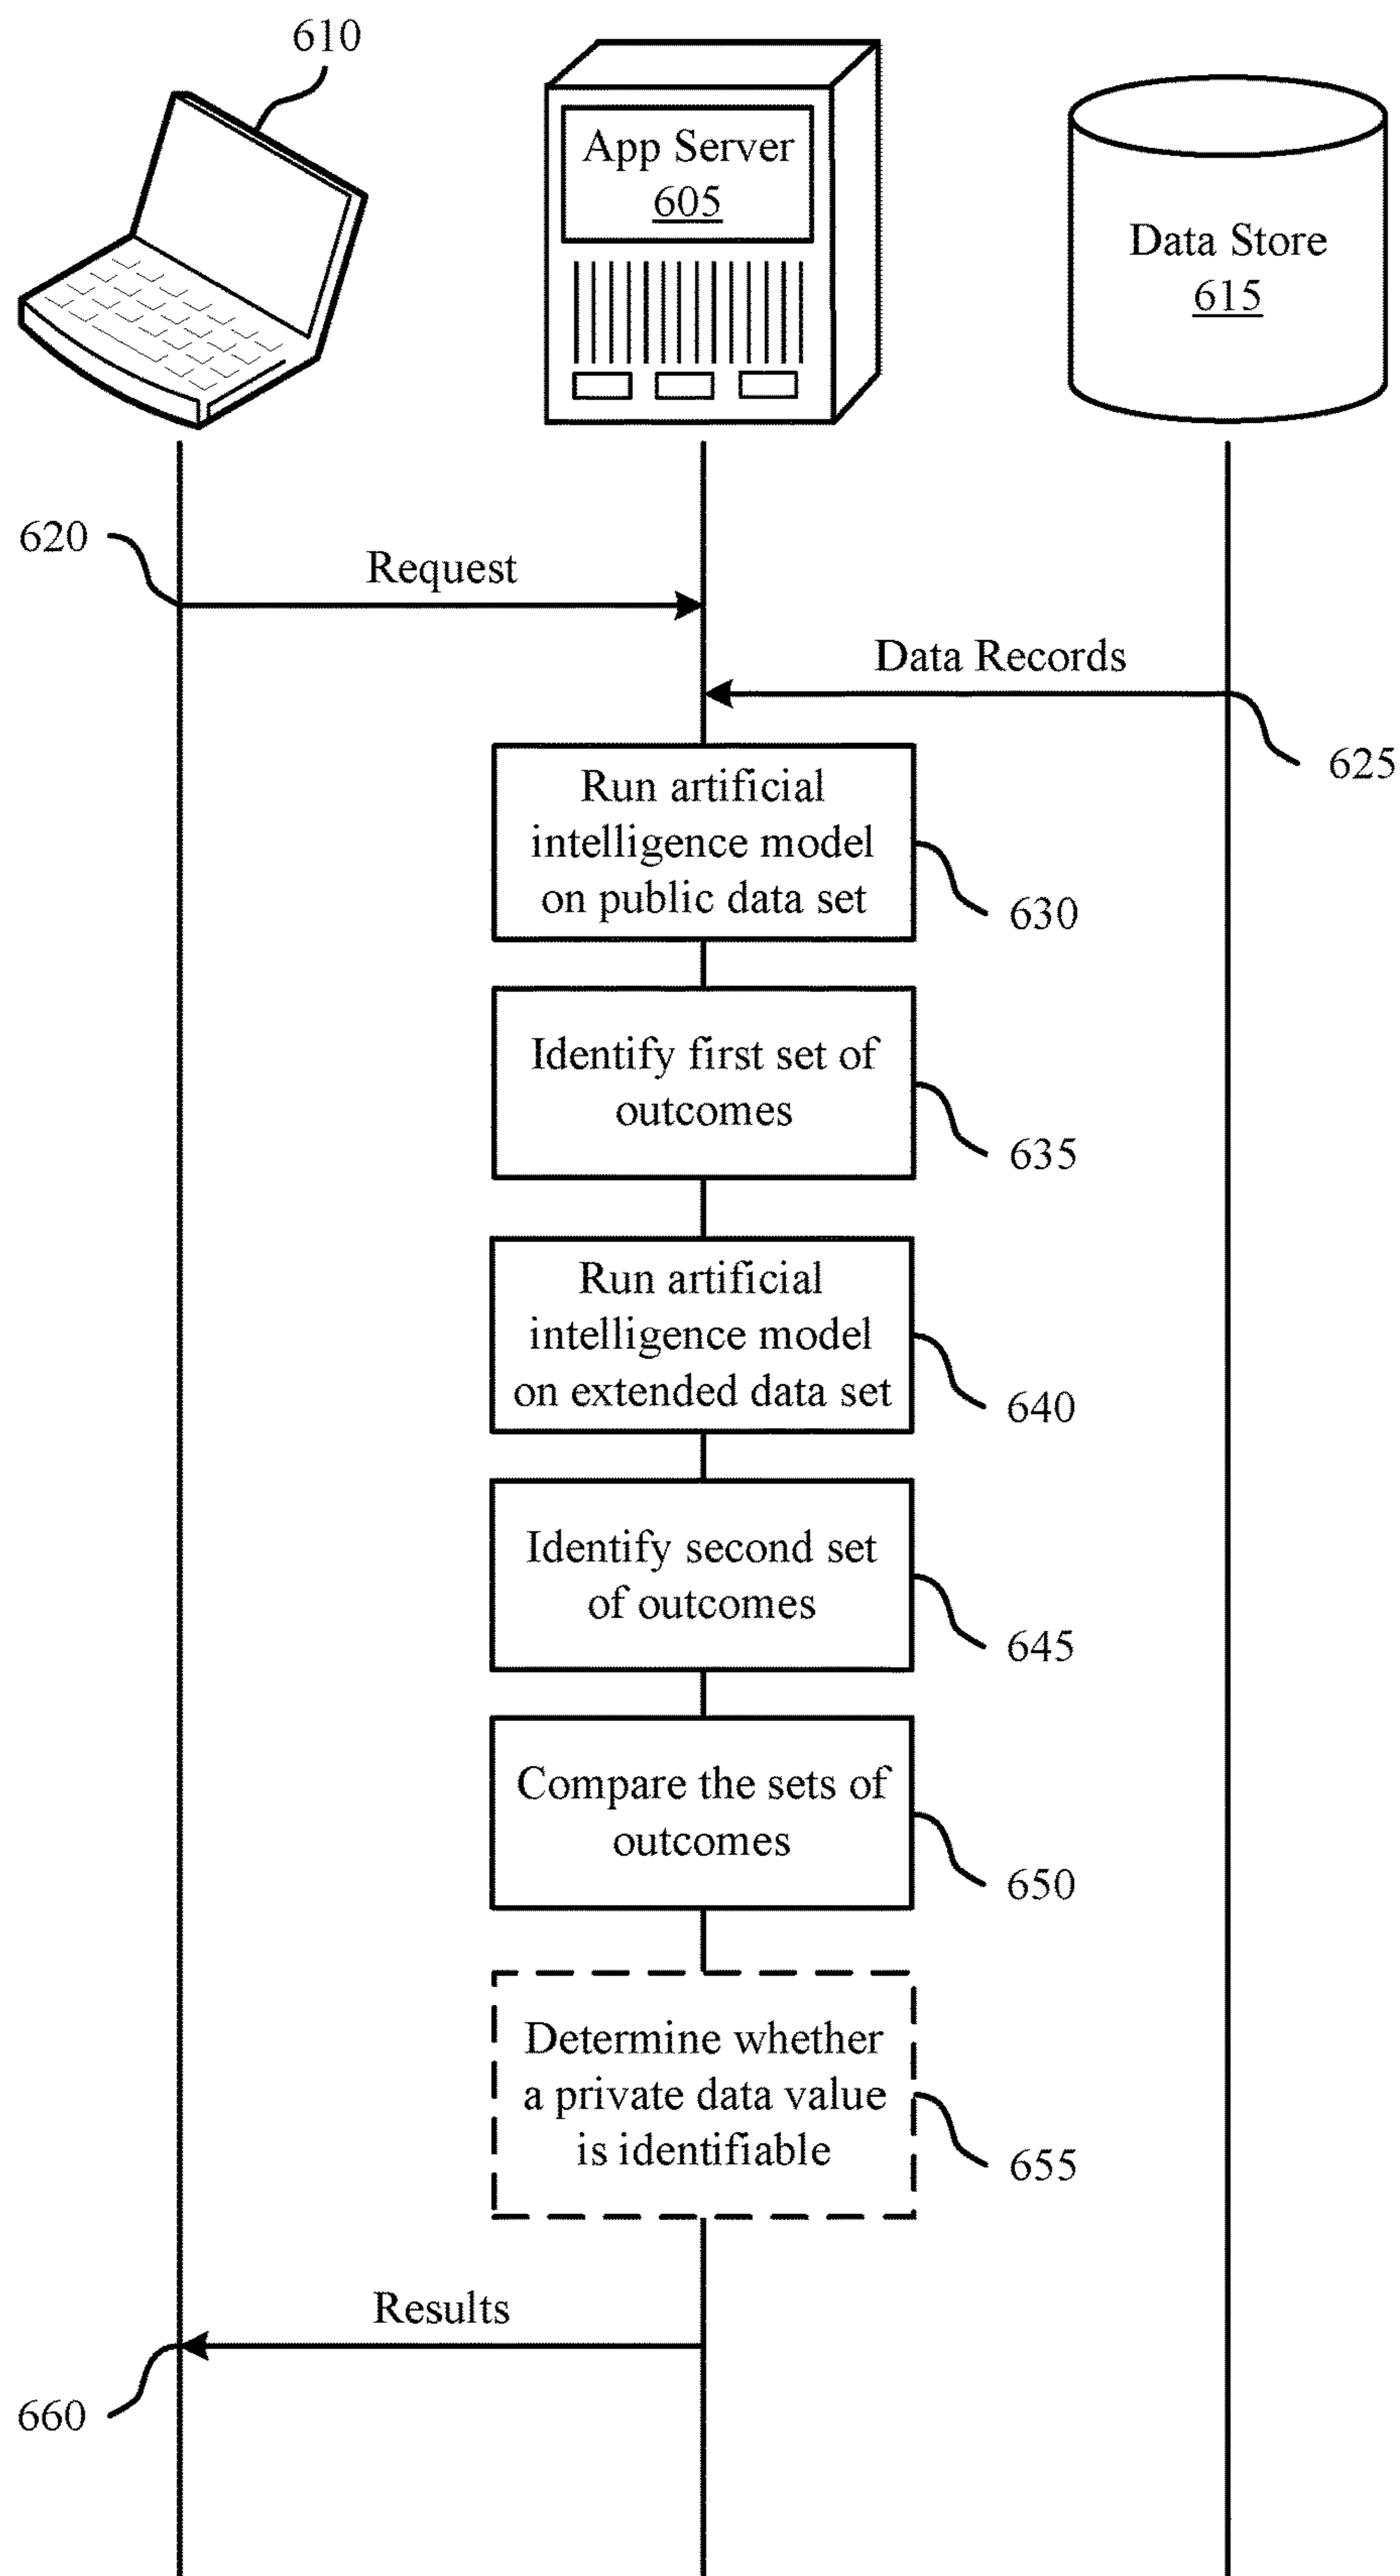 610
App Server
605
Data Store
615
620
Request
Data Records
625
Run artificial
intelligence model
on public data set
630
Identify first set of
outcomes
635
Run artificial
intelligence model
on extended data set
640
Identify second set
of outcomes
645
Compare the sets of
outcomes
650
Determine whether
a private data value
is identifiable
655
Results
660